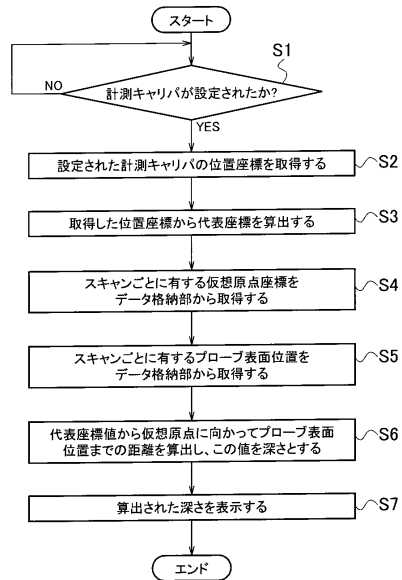 スタート
S1
計測キャリパが設定されたか?
NO
YES
設定された計測キャリパの位置座標を取得する
S2
取得した位置座標から代表座標を算出する
S3
スキャンごとに有する仮想原点座標を
データ格納部から取得する
S4
スキャンごとに有するプローブ表面位置を
データ格納部から取得する
S5
代表座標値から仮想原点に向かってプローブ表面
位置までの距離を算出し、この値を深さとする
S6
算出された深さを表示する
S7
エンド